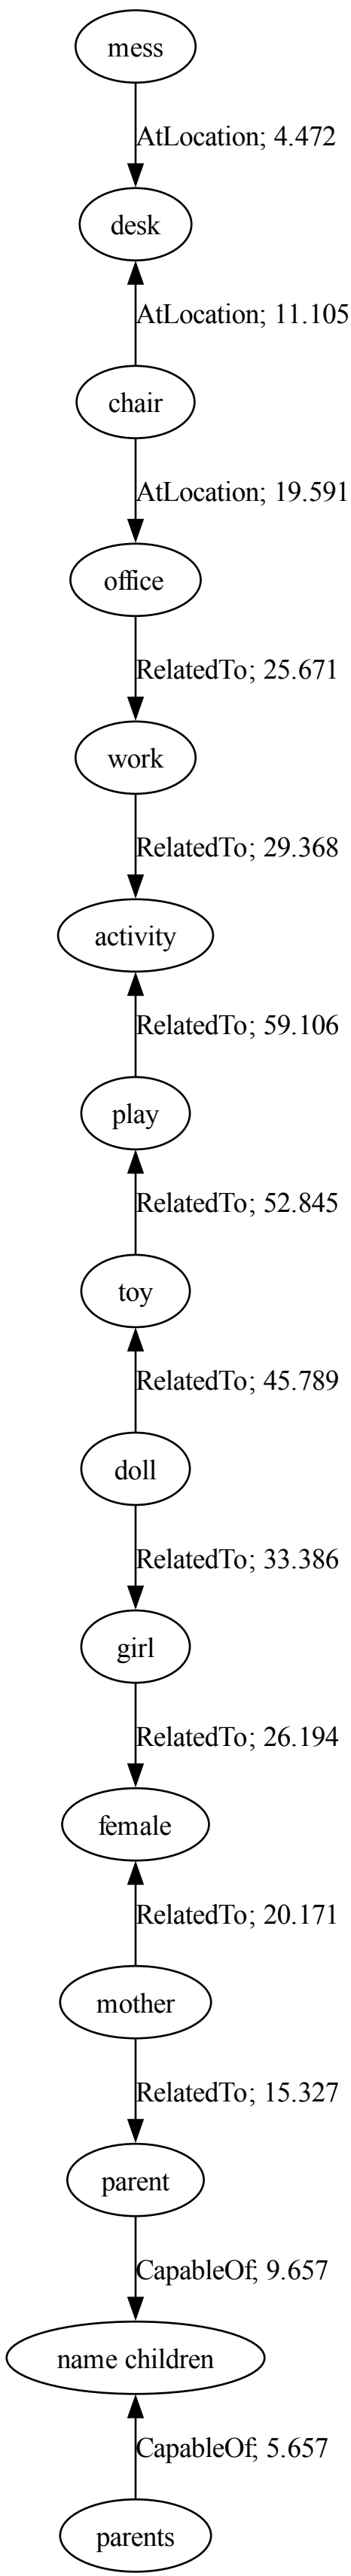 mess
AtLocation; 4.472
desk
AtLocation; 11.105
chair
AtLocation; 19.591
office
RelatedTo; 25.671
work
RelatedTo; 29.368
activity
RelatedTo; 59.106
play
RelatedTo; 52.845
toy
RelatedTo; 45.789
doll
RelatedTo; 33.386
girl
RelatedTo; 26.194
female
RelatedTo; 20.171
mother
RelatedTo; 15.327
parent
CapableOf; 9.657
name children
CapableOf; 5.657
parents